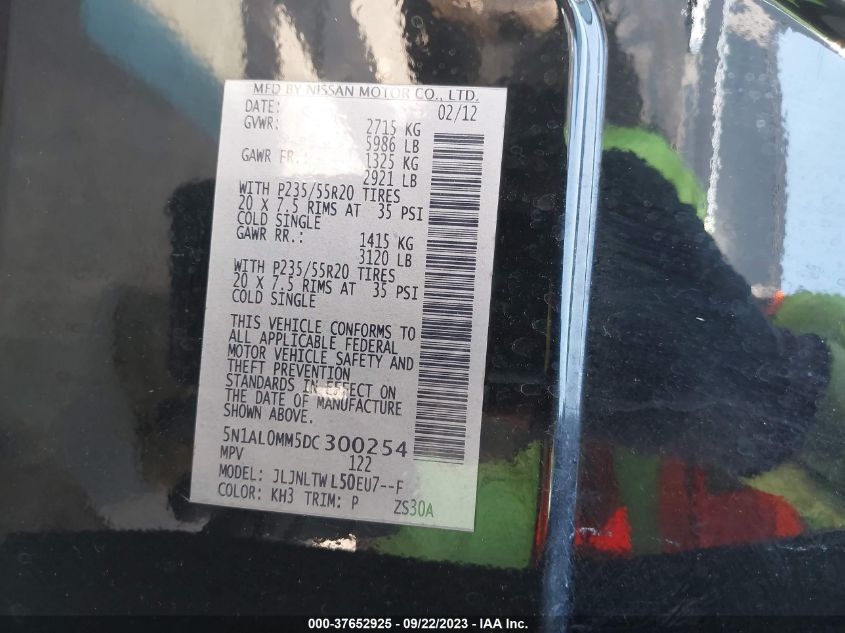 MFD BY NISSAN MOTOR CO., LTD.
DATE: 02/12
GVWR: 2715 KG
5986 LB
GAWR FR.: 1325 KG
2921 LB
WITH P235/55R20 TIRES
20 X 7.5 RIMS AT 35 PSI
COLD SINGLE
GAWR RR.: 1415 KG
3120 LB
WITH P235/55R20 TIRES
20 X 7.5 RIMS AT 35 PSI
COLD SINGLE
THIS VEHICLE CONFORMS TO
ALL APPLICABLE FEDERAL
MOTOR VEHICLE SAFETY AND
THEFT PREVENTION
STANDARDS IN EFFECT ON
THE DATE OF MANUFACTURE
SHOWN ABOVE.
5N1AL0MM5DC300254
MPV 122
MODEL: JLJNLTWL50EU7--F
COLOR: KH3 TRIM: P ZS30A
000-37652925 - 09/22/2023 - IAA Inc.